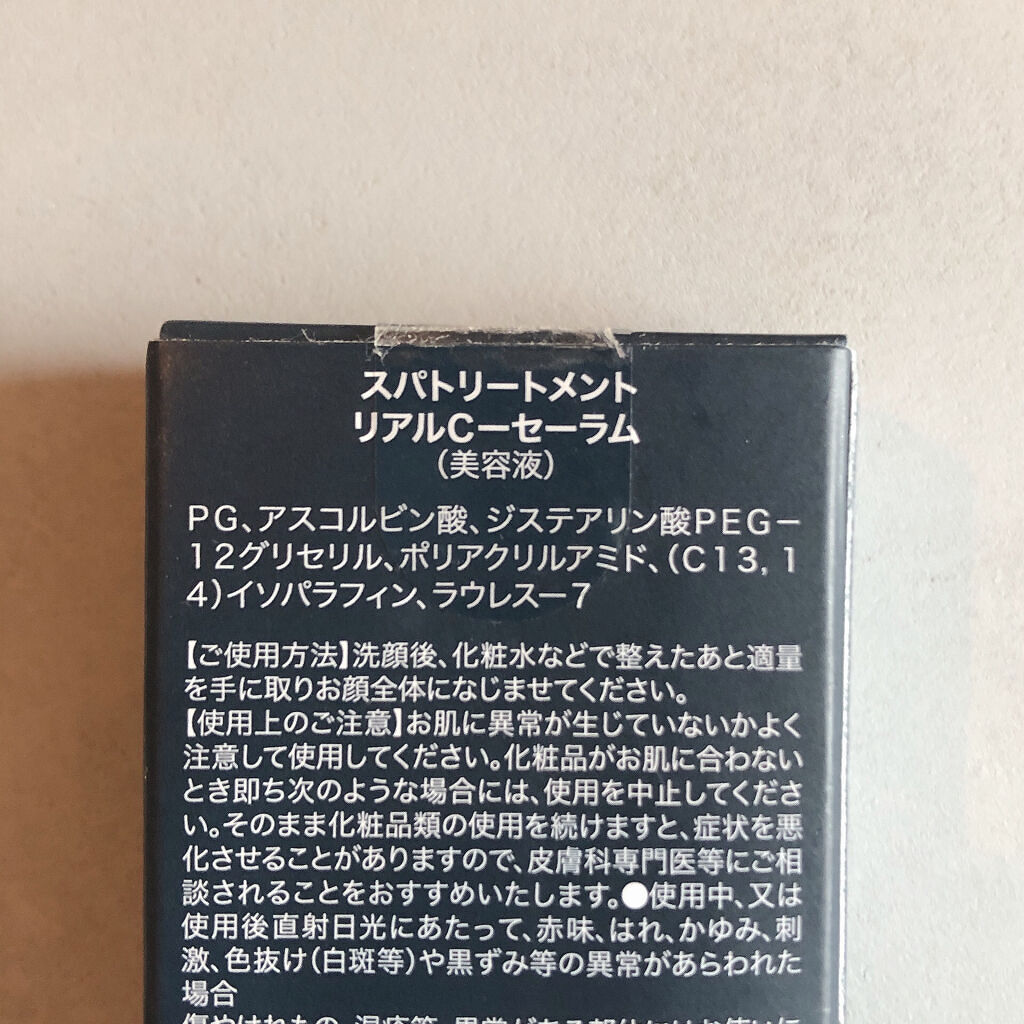 スパトリートメント
リアルCーセーラム
（美容液）
PG、アスコルビン酸、ジステアリン酸PEG－
12グリセリル、ポリアクリルアミド、（C13, 1
4）イソパラフィン、ラウレスー7
【ご使用方法】洗顔後、化粧水などで整えたあと適量
を手に取りお顔全体になじませてください。
【使用上のご注意】お肌に異常が生じていないかよく
注意して使用してください。化粧品がお肌に合わない
とき即ち次のような場合には、使用を中止してくださ
い。そのまま化粧品類の使用を続けますと、症状を悪
化させることがありますので、皮膚科専門医等にご相
談されることをおすすめいたします。●使用中、又は
使用後直射日光にあたって、赤味、はれ、かゆみ、刺
激、色抜け（白斑等）や黒ずみ等の異常があらわれた
場合